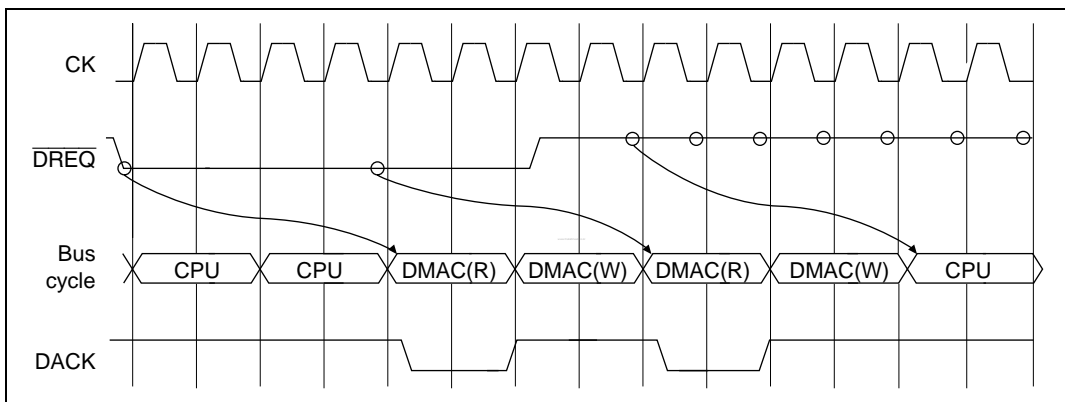 CK
DREQ
Bus
cycle
CPU CPU DMAC(R) DMAC(W) DMAC(R) DMAC(W) CPU
DACK